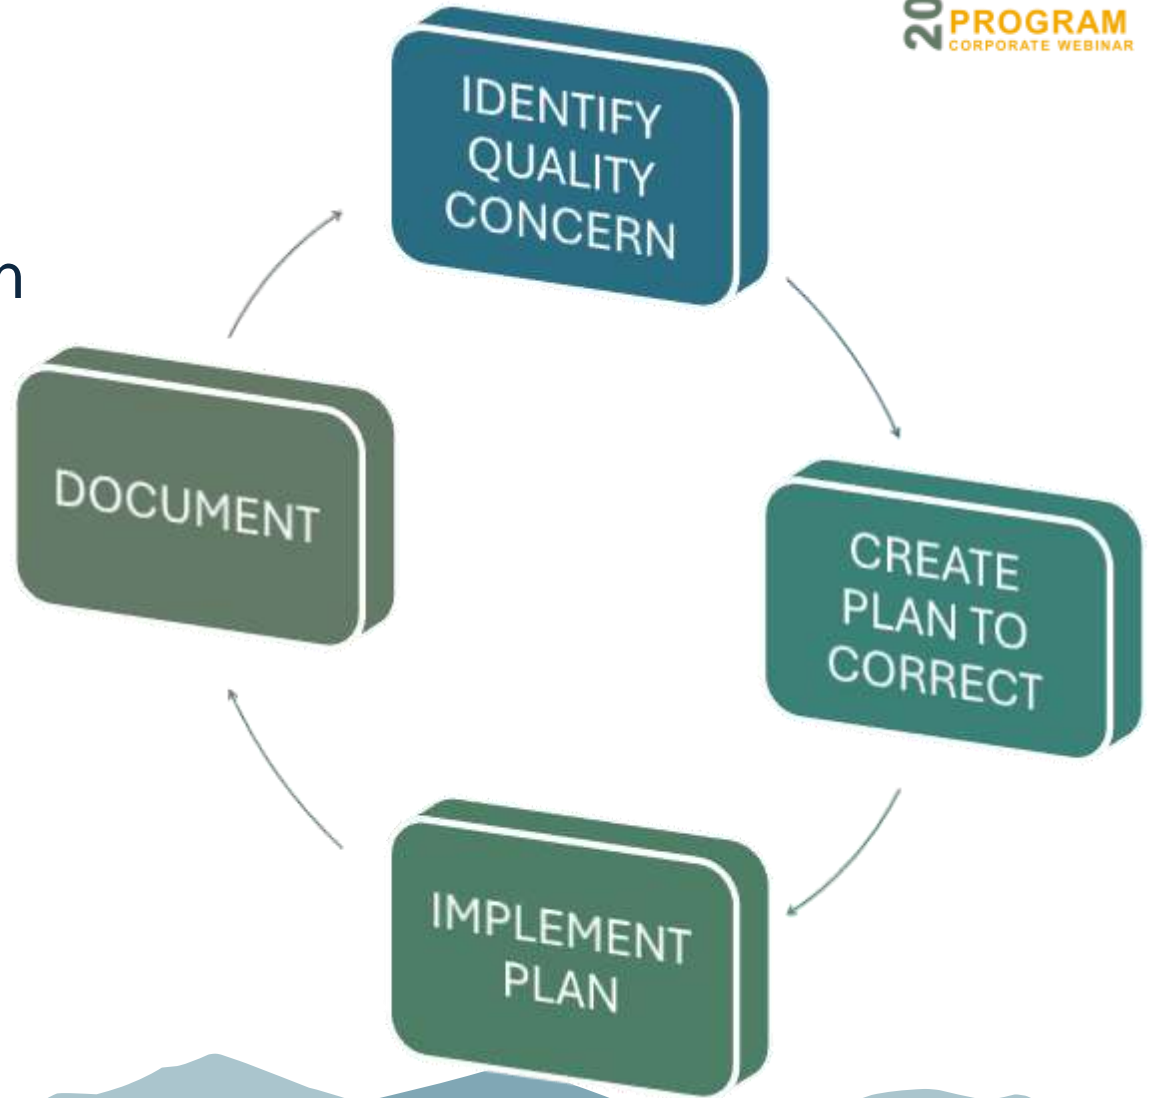 20
PROGRAM
CORPORATE WEBINAR
IDENTIFY
QUALITY
CONCERN
n
DOCUMENT
CREATE
PLAN TO
CORRECT
IMPLEMENT
PLAN